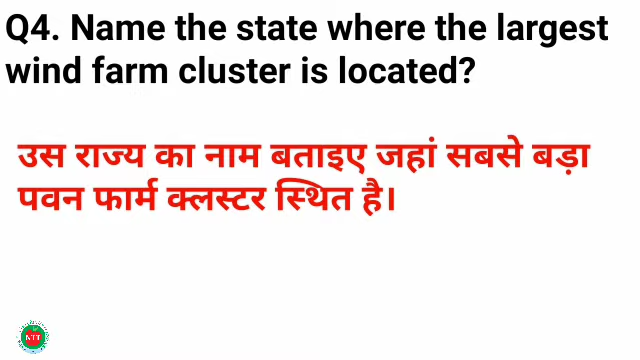 Q4. Name the state where the largest
wind farm cluster is located?
उस राज्य का नाम बताइए जहां सबसे बड़ा
पवन फार्म क्लस्टर स्थित है।
NTT